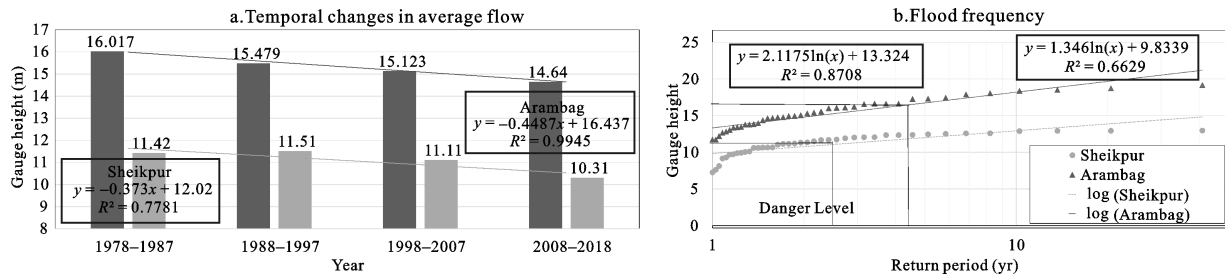 a.Temporal changes in average flow
Gauge height (m)
17
16
15
14
13
12
11
10
9
8
16.017
15.479
15.123
14.64
11.42
11.51
11.11
10.31
Arambag
y = −0.4487x + 16.437
R² = 0.9945
Sheikpur
y = −0.373x + 12.02
R² = 0.7781
1978–1987
1988–1997
1998–2007
2008–2018
Year
b.Flood frequency
Gauge height
25
20
15
10
5
0
y = 2.1175ln(x) + 13.324
R² = 0.8708
y = 1.346ln(x) + 9.8339
R² = 0.6629
Danger Level
Sheikpur
Arambag
log (Sheikpur)
log (Arambag)
1
10
Return period (yr)